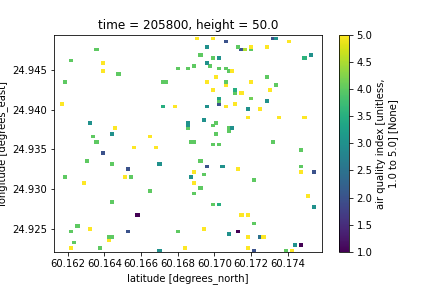 time = 205800, height = 50.0
24.945
24.940
24.935
24.930
24.925
longitude [degrees_east]
60.162 60.164 60.166 60.168 60.170 60.172 60.174
latitude [degrees_north]
5.0
4.5
4.0
3.5
3.0
2.5
2.0
1.5
1.0
air quality index [unitless,
1.0 to 5.0] [None]